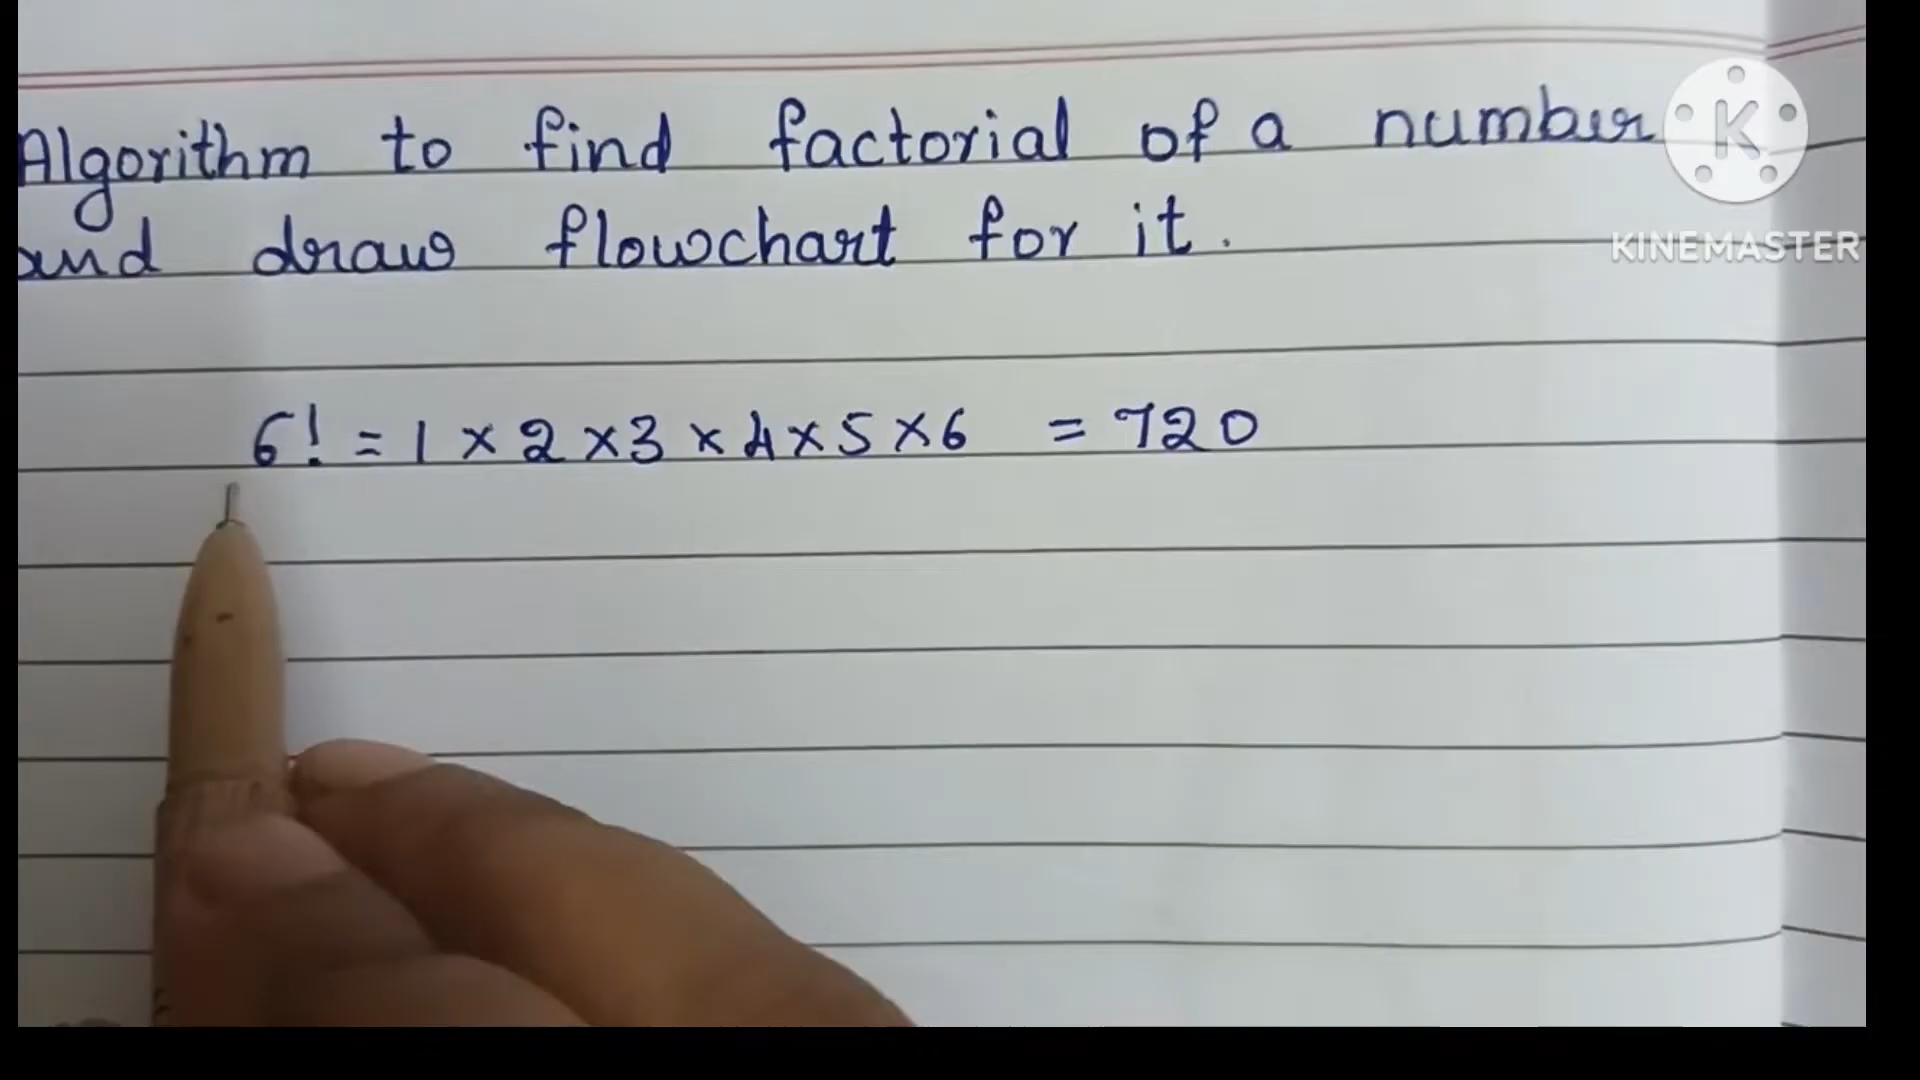 Algorithm to find factorial of a number
and draw flowchart for it.
6! = 1 × 2 × 3 × 4 × 5 × 6 = 720
K
KINEMASTER